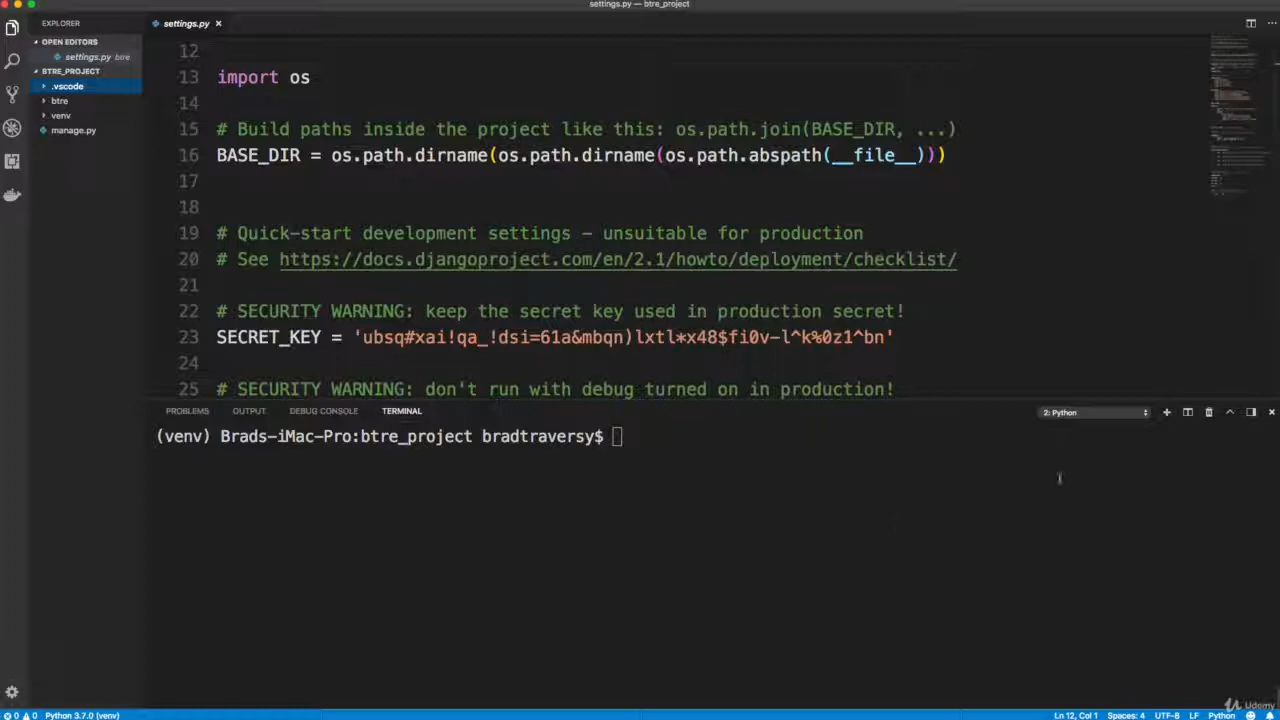 settings.py — btre_project
EXPLORER
OPEN EDITORS
settings.py btre
BTRE_PROJECT
.vscode
btre
venv
manage.py
settings.py ×
12
13 import os
14
15 # Build paths inside the project like this: os.path.join(BASE_DIR, ...)
16 BASE_DIR = os.path.dirname(os.path.dirname(os.path.abspath(__file__)))
17
18
19 # Quick-start development settings - unsuitable for production
20 # See https://docs.djangoproject.com/en/2.1/howto/deployment/checklist/
21
22 # SECURITY WARNING: keep the secret key used in production secret!
23 SECRET_KEY = 'ubsq#xai!qa_!dsi=61a&mbqn)lxtl*x48$fi0v-l^k%0z1^bn'
24
25 # SECURITY WARNING: don't run with debug turned on in production!
PROBLEMS OUTPUT DEBUG CONSOLE TERMINAL 2: Python
(venv) Brads-iMac-Pro:btre_project bradtraversy$
Udemy
0 0 Python 3.7.0 (venv) Ln 12, Col 1 Spaces: 4 UTF-8 LF Python